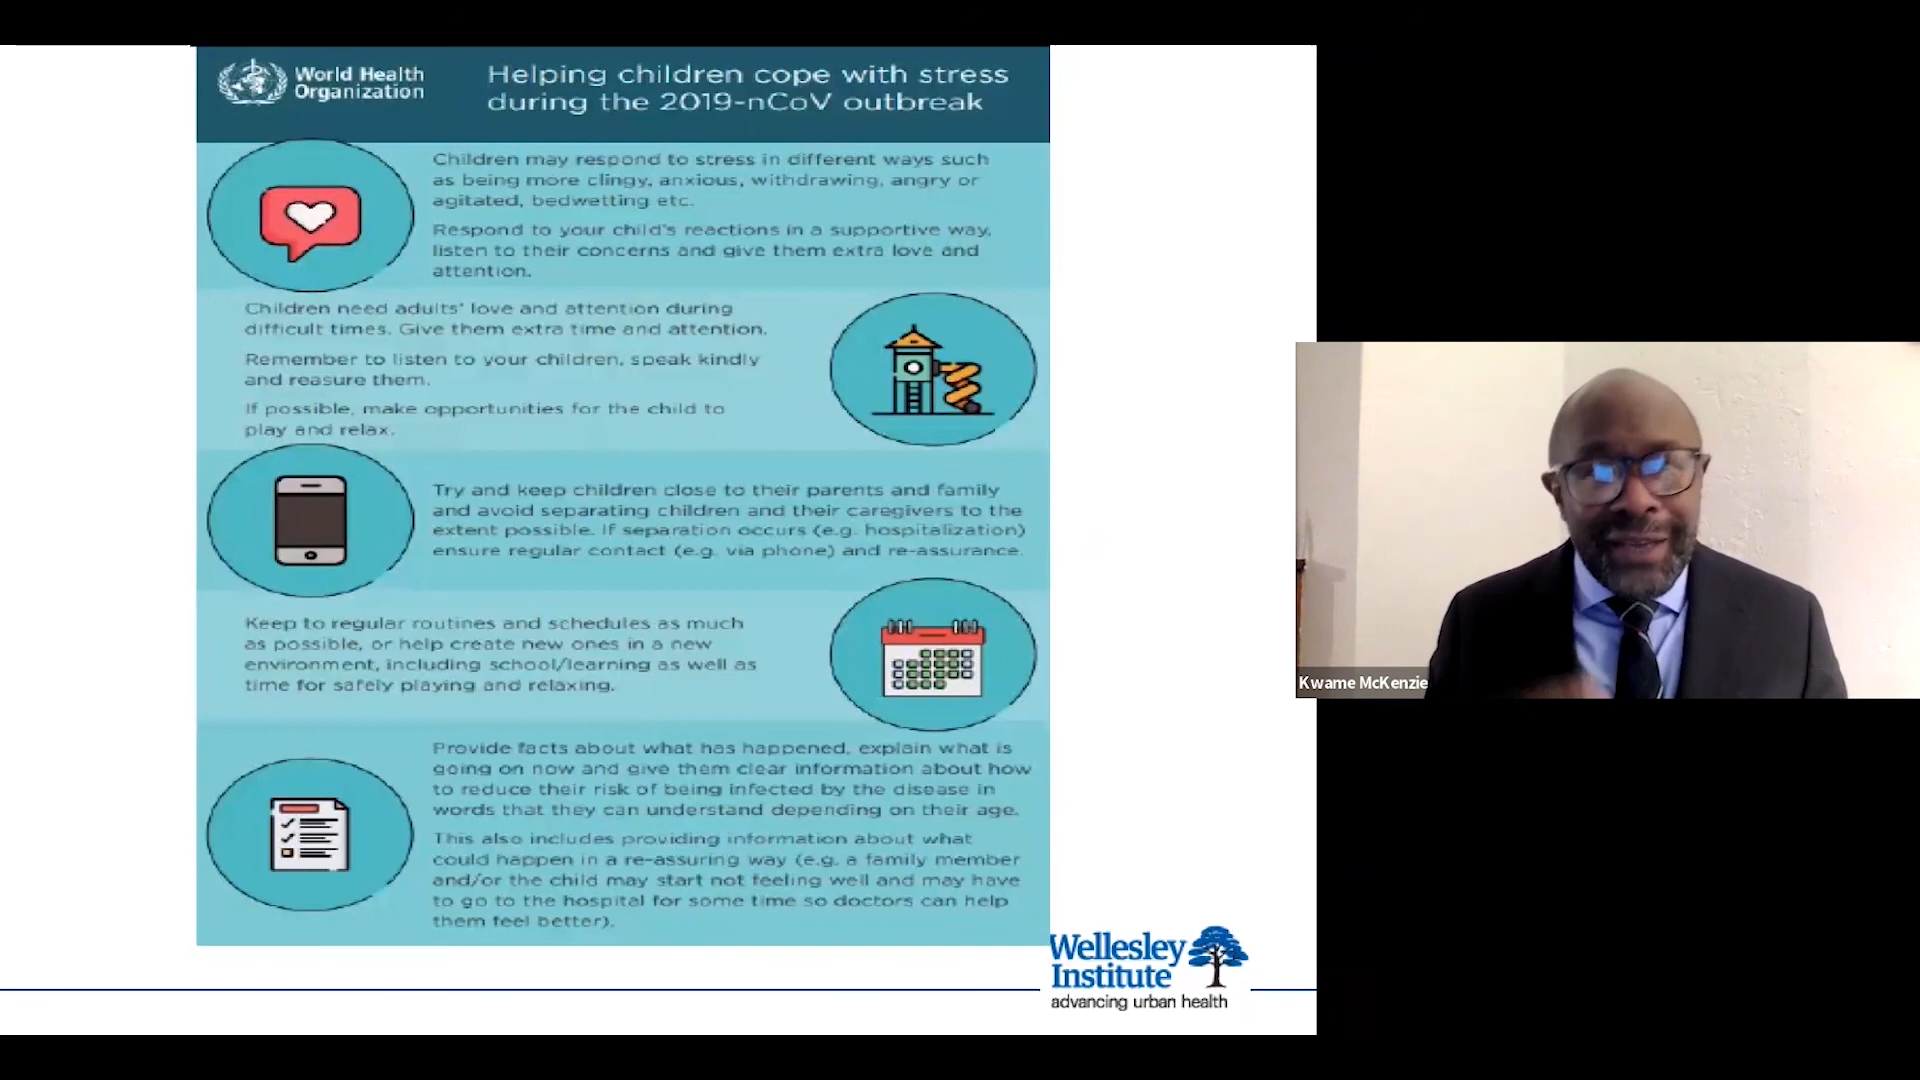 World Health
Organization
Helping children cope with stress
during the 2019-nCoV outbreak
Children may respond to stress in different ways such
as being more clingy, anxious, withdrawing, angry or
agitated, bedwetting etc.
Respond to your child's reactions in a supportive way,
listen to their concerns and give them extra love and
attention.
Children need adults' love and attention during
difficult times. Give them extra time and attention.
Remember to listen to your children, speak kindly
and reasure them.
If possible, make opportunities for the child to
play and relax.
Try and keep children close to their parents and family
and avoid separating children and their caregivers to the
extent possible. If separation occurs (e.g. hospitalization)
ensure regular contact (e.g. via phone) and re-assurance.
Keep to regular routines and schedules as much
as possible, or help create new ones in a new
environment, including school/learning as well as
time for safely playing and relaxing.
Provide facts about what has happened, explain what is
going on now and give them clear information about how
to reduce their risk of being infected by the disease in
words that they can understand depending on their age.
This also includes providing information about what
could happen in a re-assuring way (e.g. a family member
and/or the child may start not feeling well and may have
to go to the hospital for some time so doctors can help
them feel better).
Wellesley
Institute
advancing urban health
Kwame McKenzie